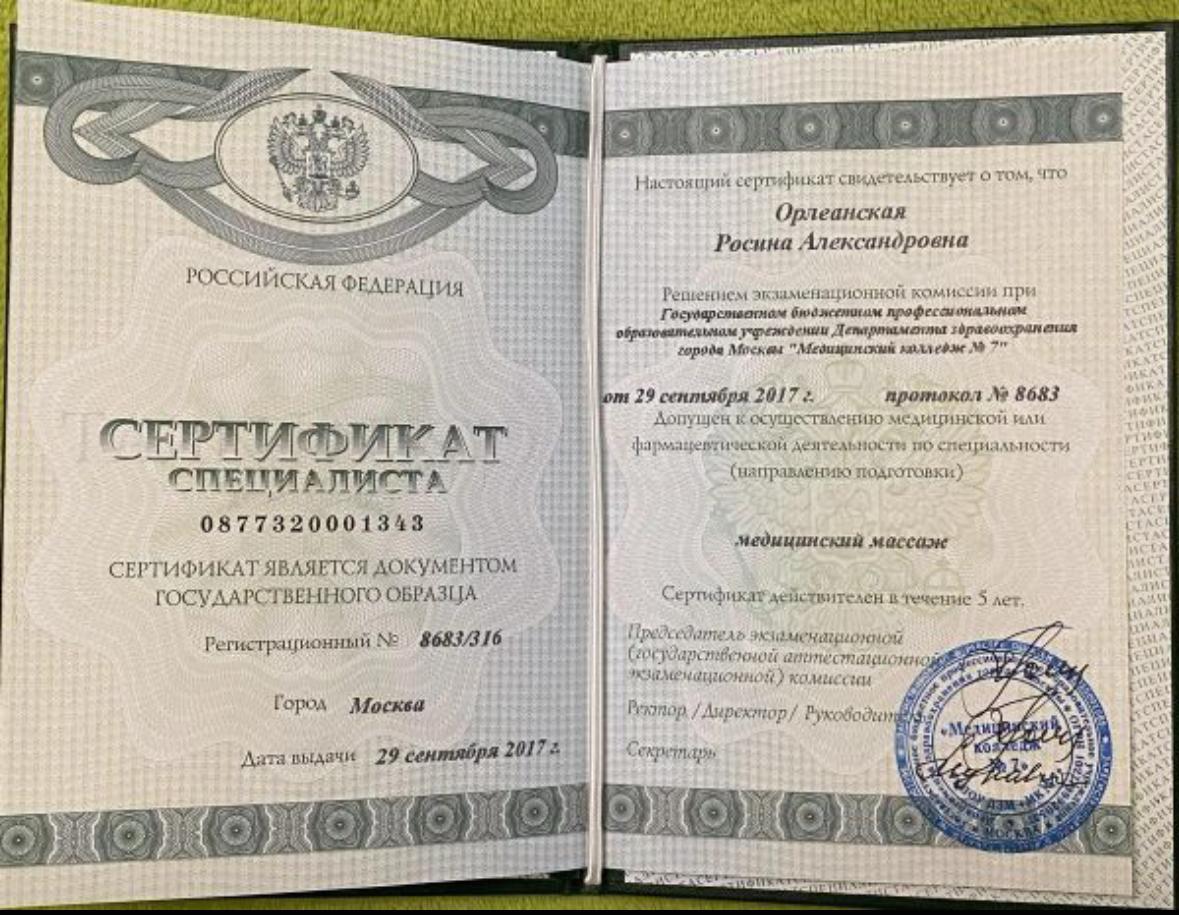 РОССИЙСКАЯ ФЕДЕРАЦИЯ
СЕРТИФИКАТ
СПЕЦИАЛИСТА
0877320001343
СЕРТИФИКАТ ЯВЛЯЕТСЯ ДОКУМЕНТОМ
ГОСУДАРСТВЕННОГО ОБРАЗЦА
Регистрационный № 8683/316
Город Москва
Дата выдачи 29 сентября 2017 г.
Настоящий сертификат свидетельствует о том, что
Орлеанская
Росина Александровна
Решением экзаменационной комиссии при
Государственном бюджетном профессиональном
образовательном учреждении Департамента здравоохранения
города Москвы "Медицинский колледж № 7"
от 29 сентября 2017 г. протокол № 8683
Допущен к осуществлению медицинской или
фармацевтической деятельности по специальности
(направлению подготовки)
медицинский массаж
Сертификат действителен в течение 5 лет.
Председатель экзаменационной
(государственной аттестационной
экзаменационной) комиссии
Ректор / Директор / Руководитель
Секретарь
«Медицинский
колледж
№ 7»
МОСКВА